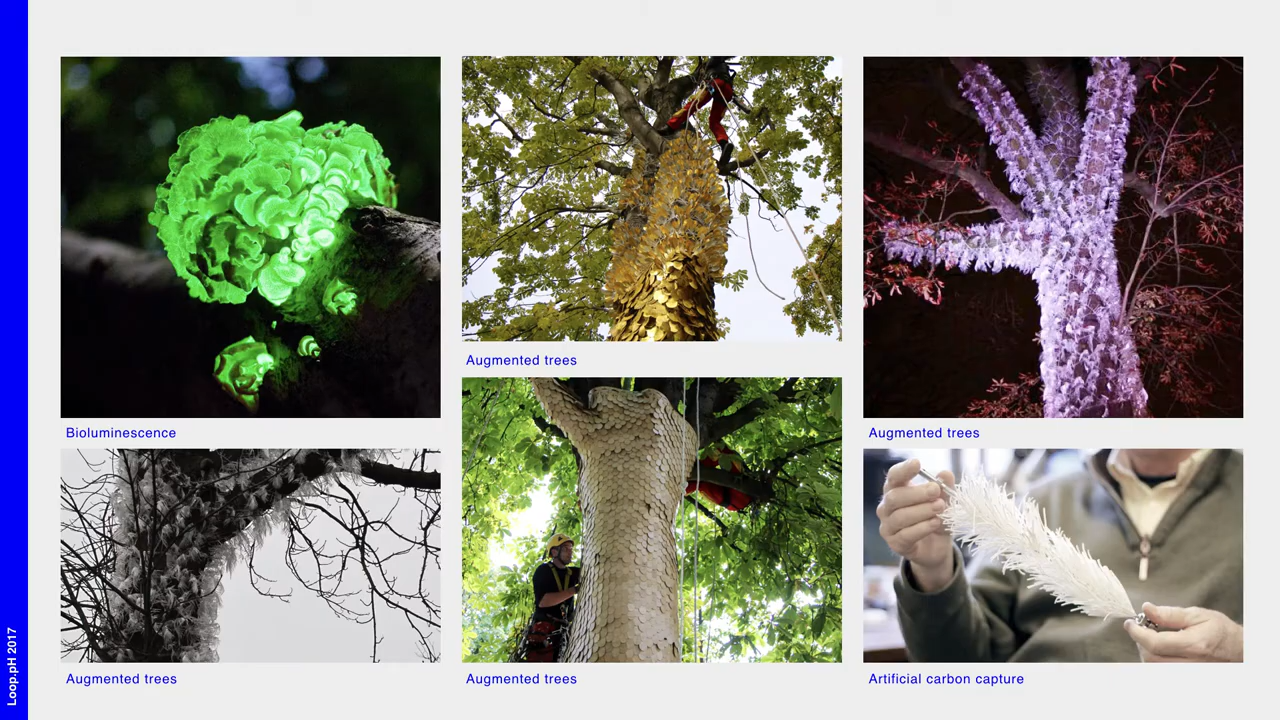 Bioluminescence
Augmented trees
Augmented trees
Augmented trees
Augmented trees
Artificial carbon capture
Loop.pH 2017